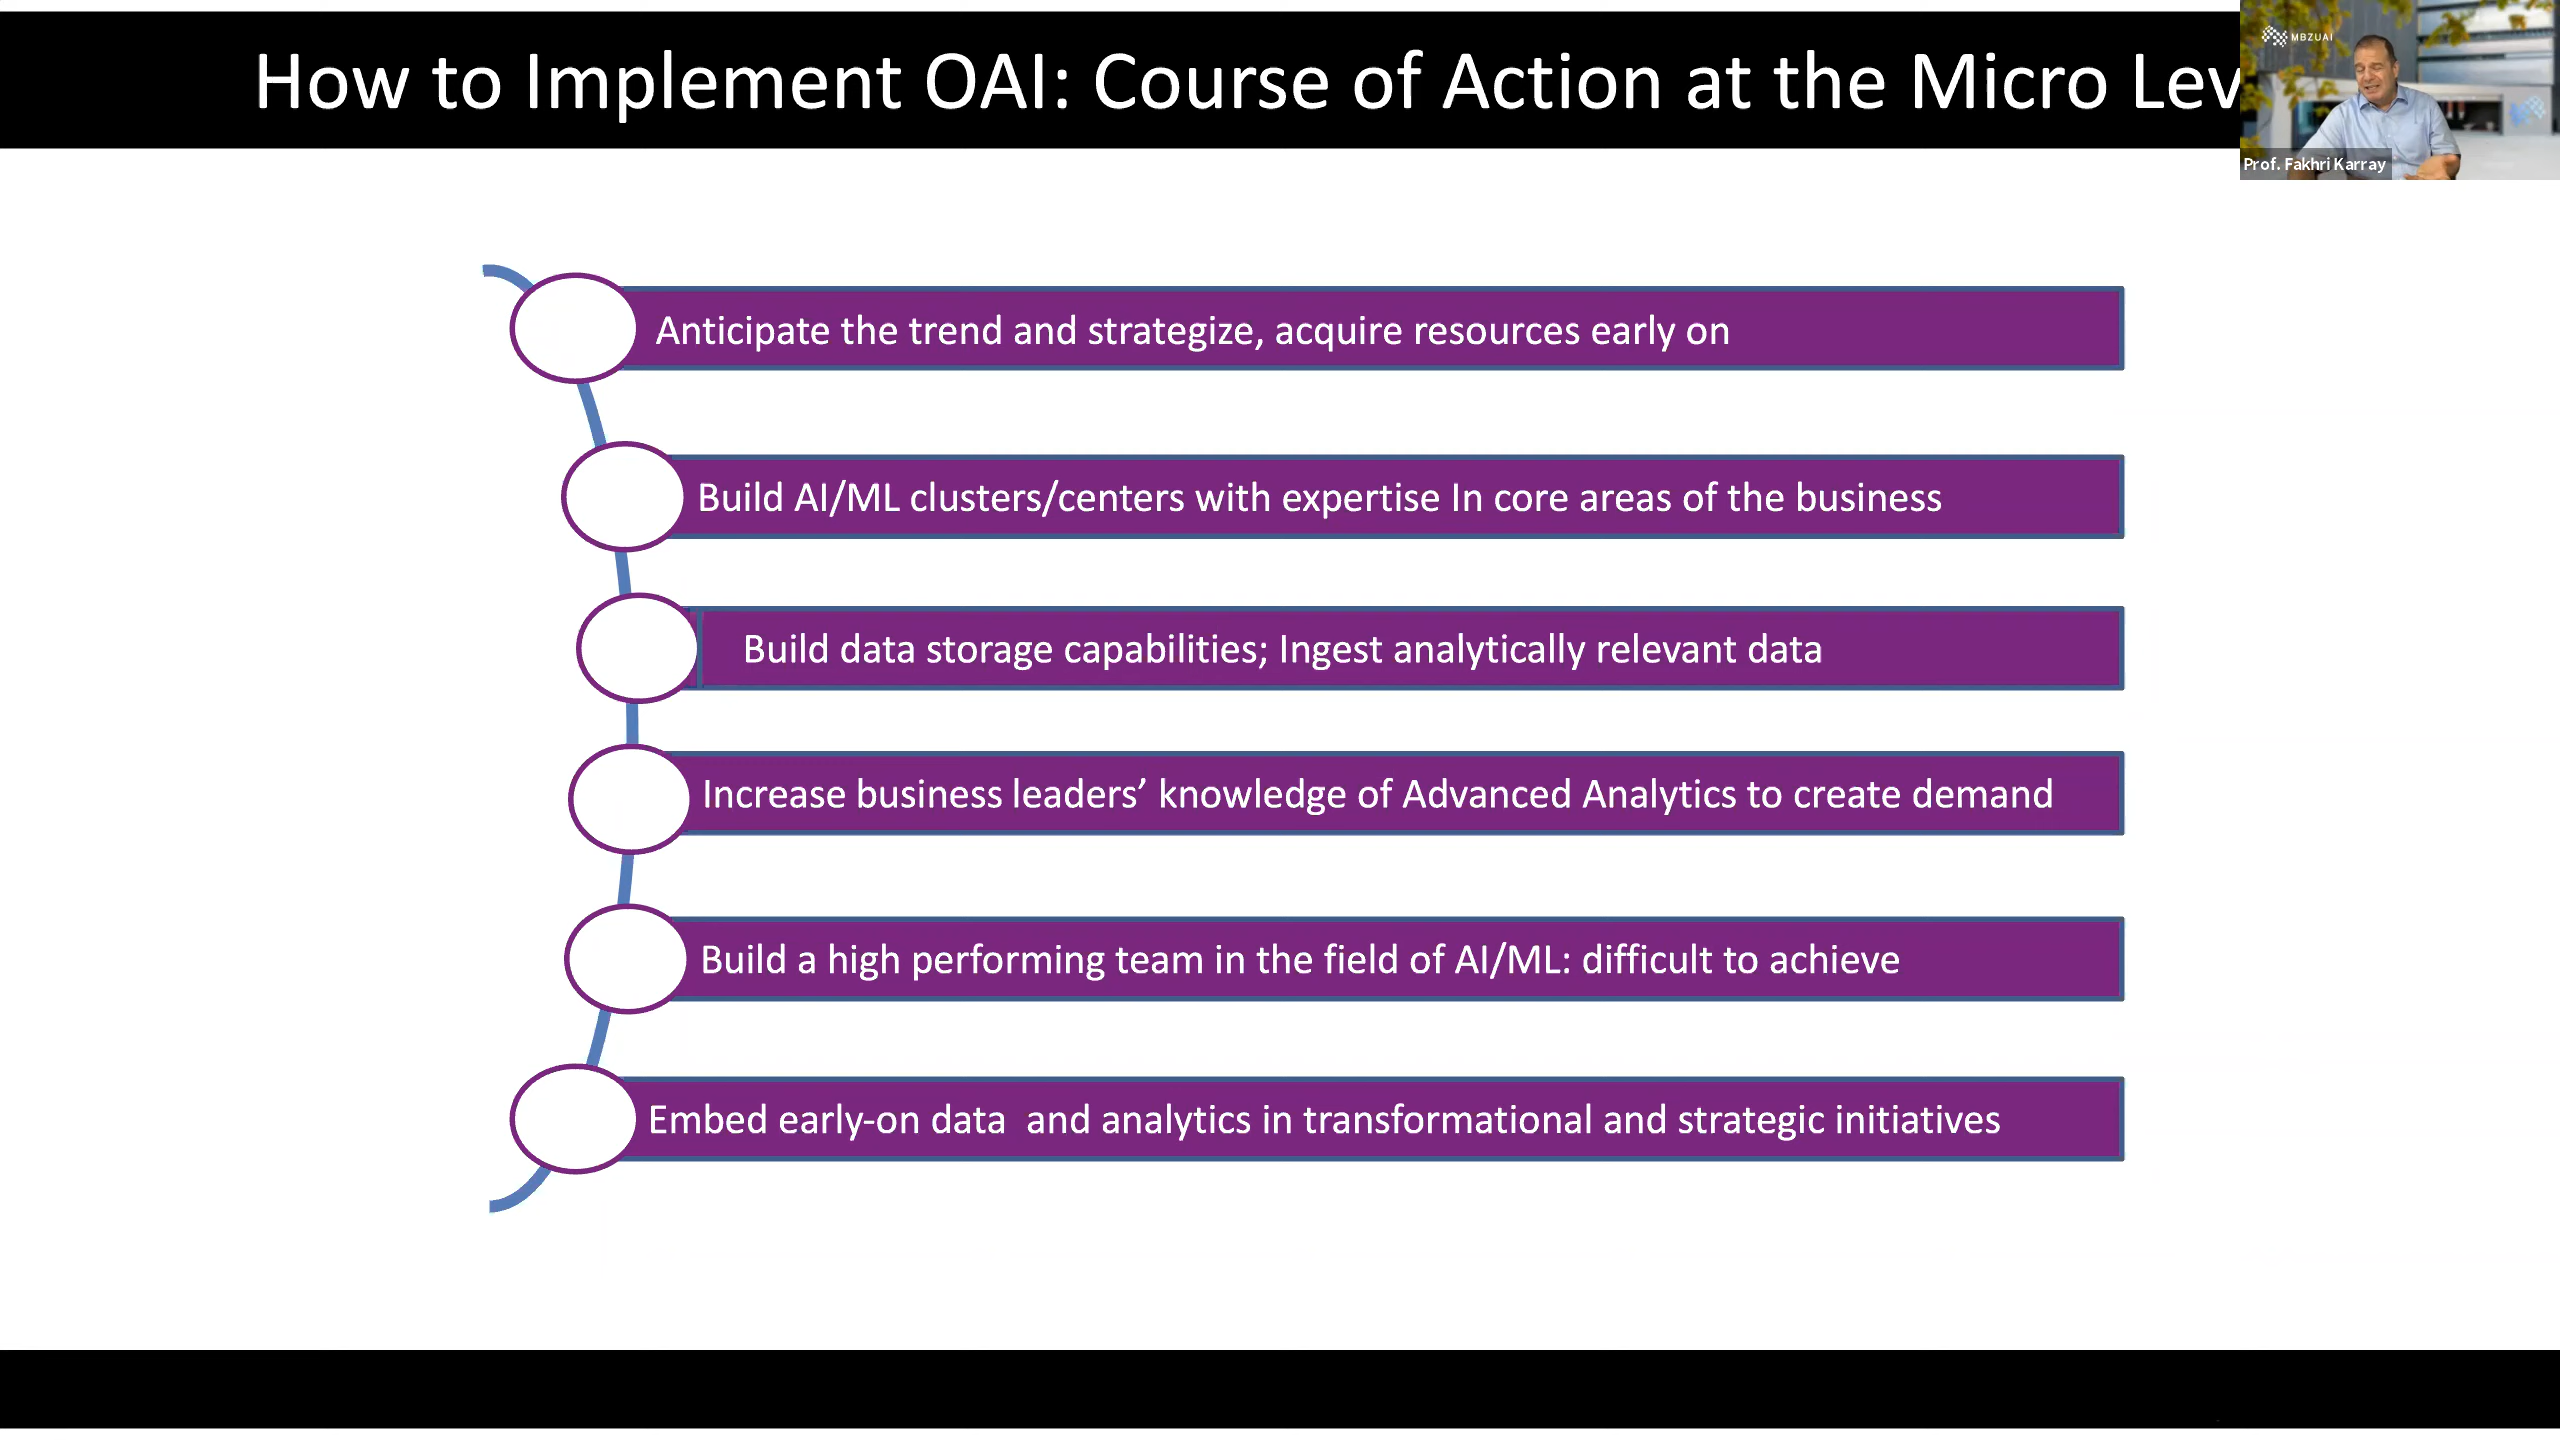 How to Implement OAI: Course of Action at the Micro Lev
MBZUAI
Prof. Fakhri Karray
Anticipate the trend and strategize, acquire resources early on
Build AI/ML clusters/centers with expertise In core areas of the business
Build data storage capabilities; Ingest analytically relevant data
Increase business leaders’ knowledge of Advanced Analytics to create demand
Build a high performing team in the field of AI/ML: difficult to achieve
Embed early-on data  and analytics in transformational and strategic initiatives